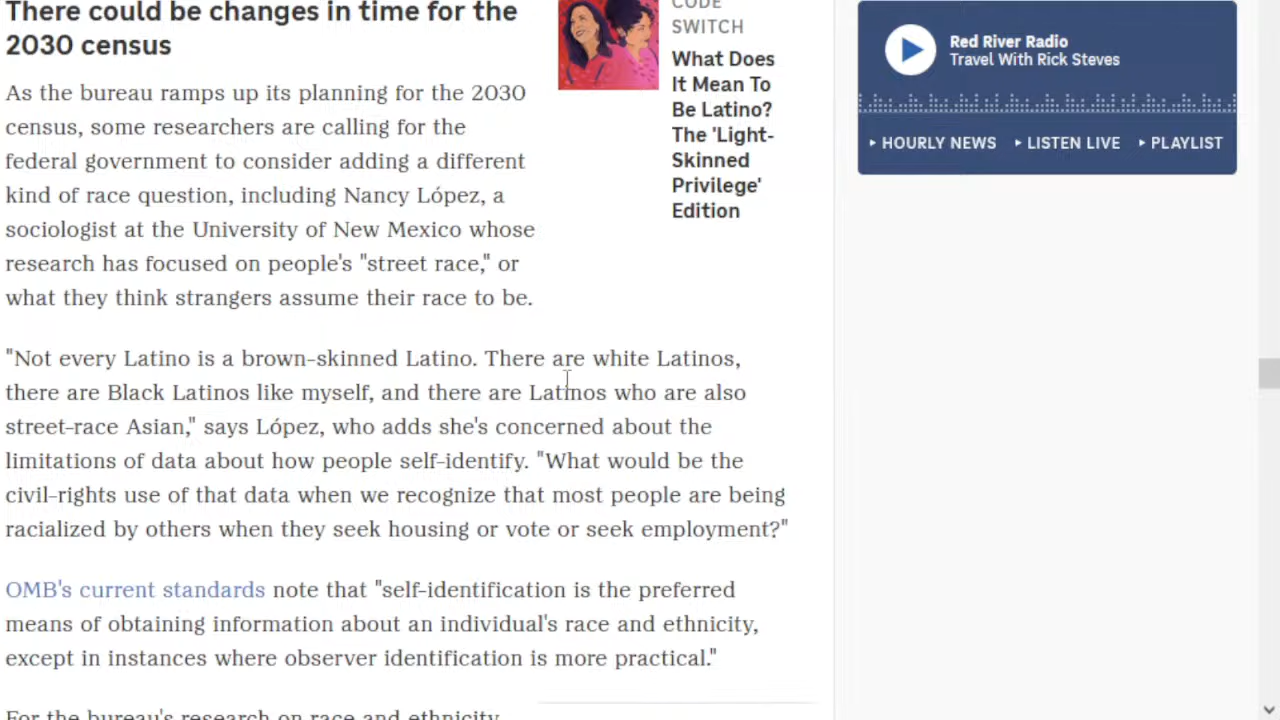 There could be changes in time for the
2030 census
As the bureau ramps up its planning for the 2030
census, some researchers are calling for the
federal government to consider adding a different
kind of race question, including Nancy López, a
sociologist at the University of New Mexico whose
research has focused on people's "street race," or
what they think strangers assume their race to be.
CODE
SWITCH
What Does
It Mean To
Be Latino?
The 'Light-
Skinned
Privilege'
Edition
"Not every Latino is a brown-skinned Latino. There are white Latinos,
there are Black Latinos like myself, and there are Latinos who are also
street-race Asian," says López, who adds she's concerned about the
limitations of data about how people self-identify. "What would be the
civil-rights use of that data when we recognize that most people are being
racialized by others when they seek housing or vote or seek employment?"
OMB's current standards note that "self-identification is the preferred
means of obtaining information about an individual's race and ethnicity,
except in instances where observer identification is more practical."
For the bureau's research on race and ethnicity
Red River Radio
Travel With Rick Steves
HOURLY NEWS LISTEN LIVE PLAYLIST